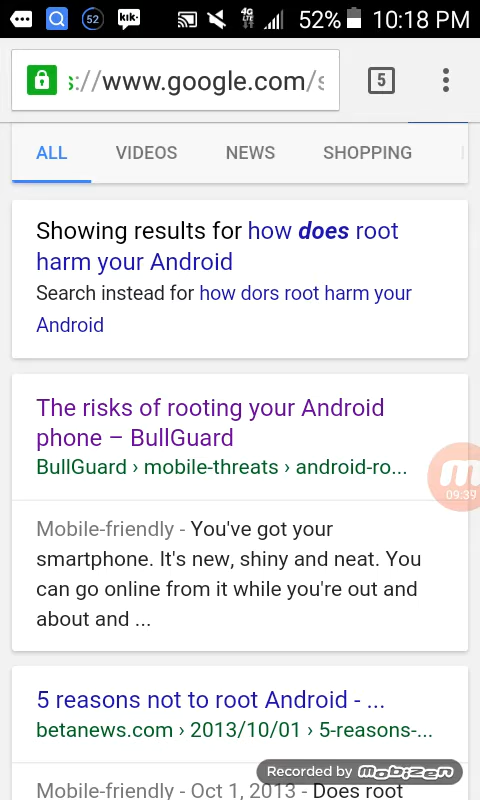 52 kik 4G LTE 52% 10:18 PM
s://www.google.com/s 5
ALL VIDEOS NEWS SHOPPING
Showing results for how does root
harm your Android
Search instead for how dors root harm your
Android
The risks of rooting your Android
phone – BullGuard
BullGuard › mobile-threats › android-ro...
09:39
Mobile-friendly - You've got your
smartphone. It's new, shiny and neat. You
can go online from it while you're out and
about and ...
5 reasons not to root Android - ...
betanews.com › 2013/10/01 › 5-reasons-...
Recorded by mobizen
Mobile-friendly - Oct 1, 2013 - Does root